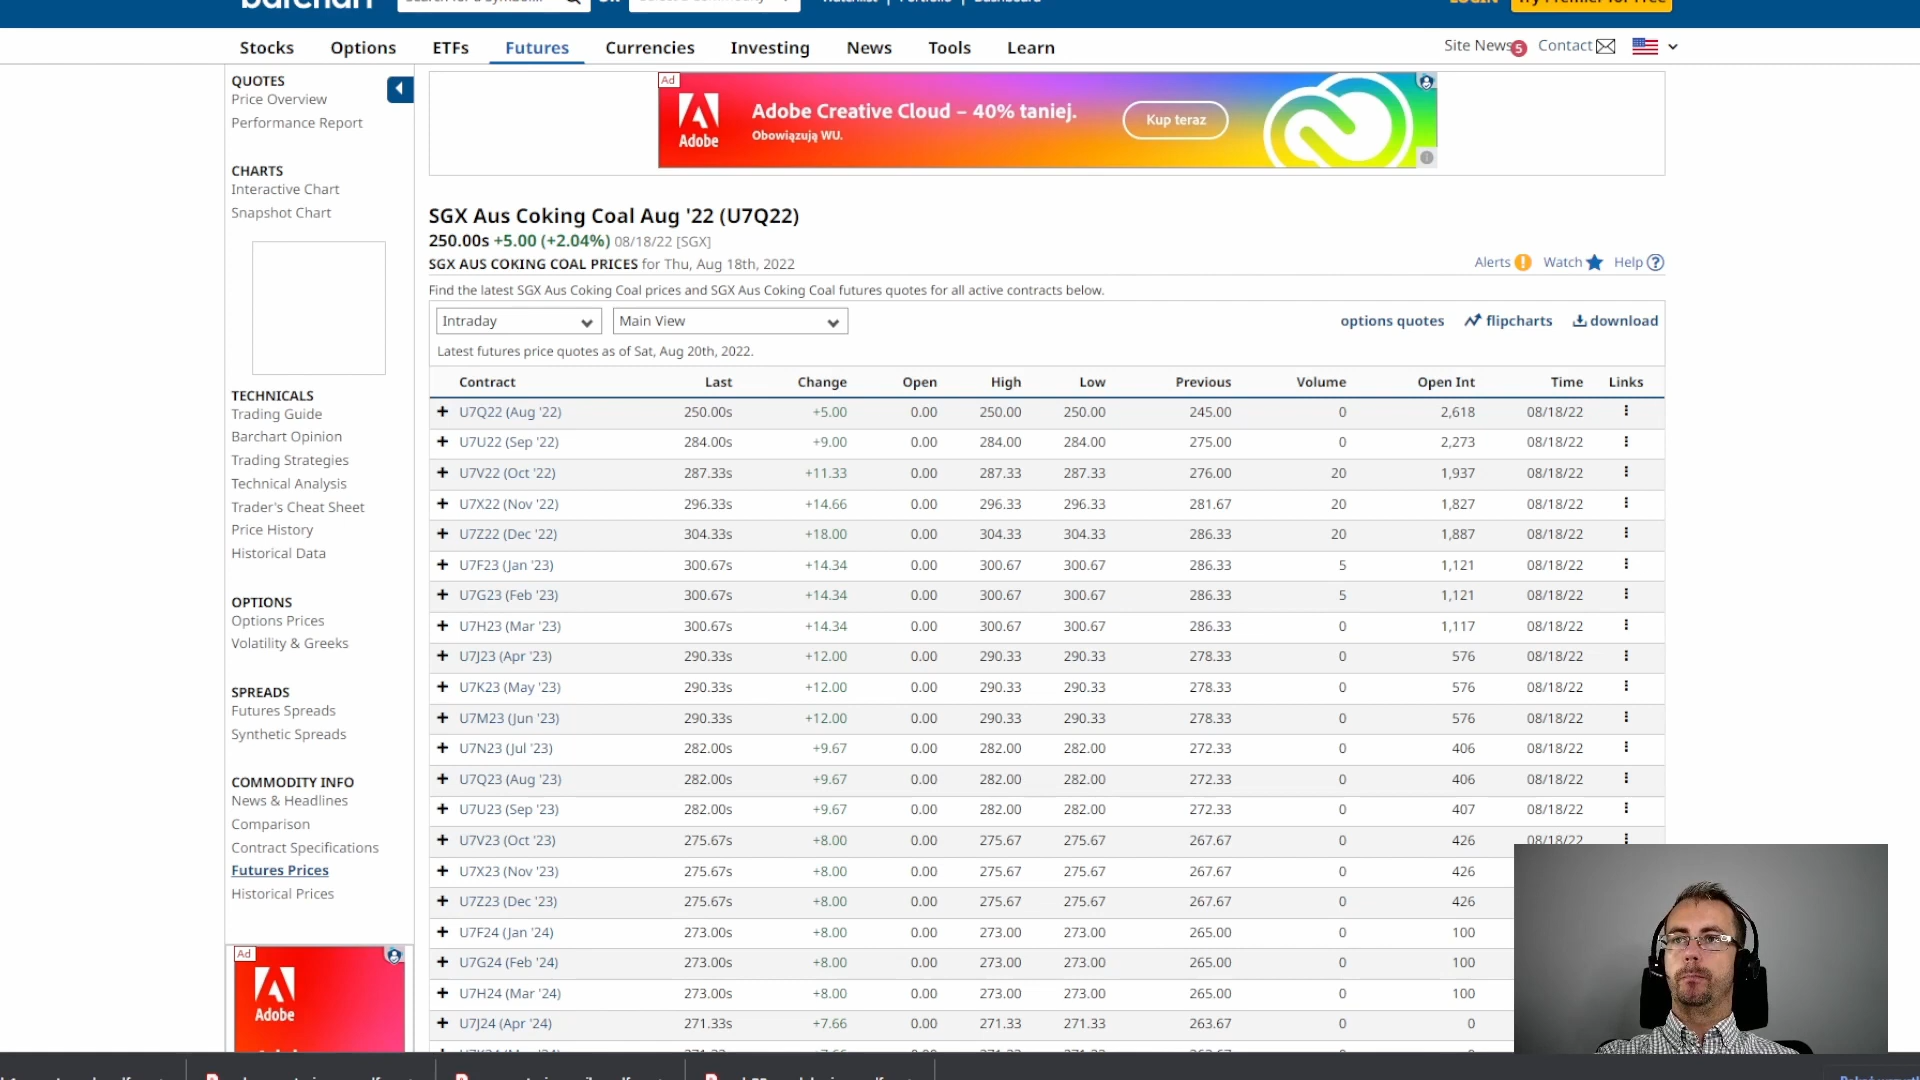 barchart
LOGIN
Try Premier for Free
Stocks Options ETFs Futures Currencies Investing News Tools Learn
Site News 5 Contact
QUOTES
Price Overview
Performance Report
CHARTS
Interactive Chart
Snapshot Chart
TECHNICALS
Trading Guide
Barchart Opinion
Trading Strategies
Technical Analysis
Trader's Cheat Sheet
Price History
Historical Data
OPTIONS
Options Prices
Volatility & Greeks
SPREADS
Futures Spreads
Synthetic Spreads
COMMODITY INFO
News & Headlines
Comparison
Contract Specifications
Futures Prices
Historical Prices
Ad
Adobe
Ad
Adobe
Adobe Creative Cloud – 40% taniej.
Obowiązują WU.
Kup teraz
SGX Aus Coking Coal Aug '22 (U7Q22)
250.00s +5.00 (+2.04%) 08/18/22 [SGX]
SGX AUS COKING COAL PRICES for Thu, Aug 18th, 2022
Alerts Watch Help
Find the latest SGX Aus Coking Coal prices and SGX Aus Coking Coal futures quotes for all active contracts below.
Intraday Main View options quotes flipcharts download
Latest futures price quotes as of Sat, Aug 20th, 2022.
Contract Last Change Open High Low Previous Volume Open Int Time Links
U7Q22 (Aug '22) 250.00s +5.00 0.00 250.00 250.00 245.00 0 2,618 08/18/22
U7U22 (Sep '22) 284.00s +9.00 0.00 284.00 284.00 275.00 0 2,273 08/18/22
U7V22 (Oct '22) 287.33s +11.33 0.00 287.33 287.33 276.00 20 1,937 08/18/22
U7X22 (Nov '22) 296.33s +14.66 0.00 296.33 296.33 281.67 20 1,827 08/18/22
U7Z22 (Dec '22) 304.33s +18.00 0.00 304.33 304.33 286.33 20 1,887 08/18/22
U7F23 (Jan '23) 300.67s +14.34 0.00 300.67 300.67 286.33 5 1,121 08/18/22
U7G23 (Feb '23) 300.67s +14.34 0.00 300.67 300.67 286.33 5 1,121 08/18/22
U7H23 (Mar '23) 300.67s +14.34 0.00 300.67 300.67 286.33 0 1,117 08/18/22
U7J23 (Apr '23) 290.33s +12.00 0.00 290.33 290.33 278.33 0 576 08/18/22
U7K23 (May '23) 290.33s +12.00 0.00 290.33 290.33 278.33 0 576 08/18/22
U7M23 (Jun '23) 290.33s +12.00 0.00 290.33 290.33 278.33 0 576 08/18/22
U7N23 (Jul '23) 282.00s +9.67 0.00 282.00 282.00 272.33 0 406 08/18/22
U7Q23 (Aug '23) 282.00s +9.67 0.00 282.00 282.00 272.33 0 406 08/18/22
U7U23 (Sep '23) 282.00s +9.67 0.00 282.00 282.00 272.33 0 407 08/18/22
U7V23 (Oct '23) 275.67s +8.00 0.00 275.67 275.67 267.67 0 426 08/18/22
U7X23 (Nov '23) 275.67s +8.00 0.00 275.67 275.67 267.67 0 426
U7Z23 (Dec '23) 275.67s +8.00 0.00 275.67 275.67 267.67 0 426
U7F24 (Jan '24) 273.00s +8.00 0.00 273.00 273.00 265.00 0 100
U7G24 (Feb '24) 273.00s +8.00 0.00 273.00 273.00 265.00 0 100
U7H24 (Mar '24) 273.00s +8.00 0.00 273.00 273.00 265.00 0 100
U7J24 (Apr '24) 271.33s +7.66 0.00 271.33 271.33 263.67 0 0